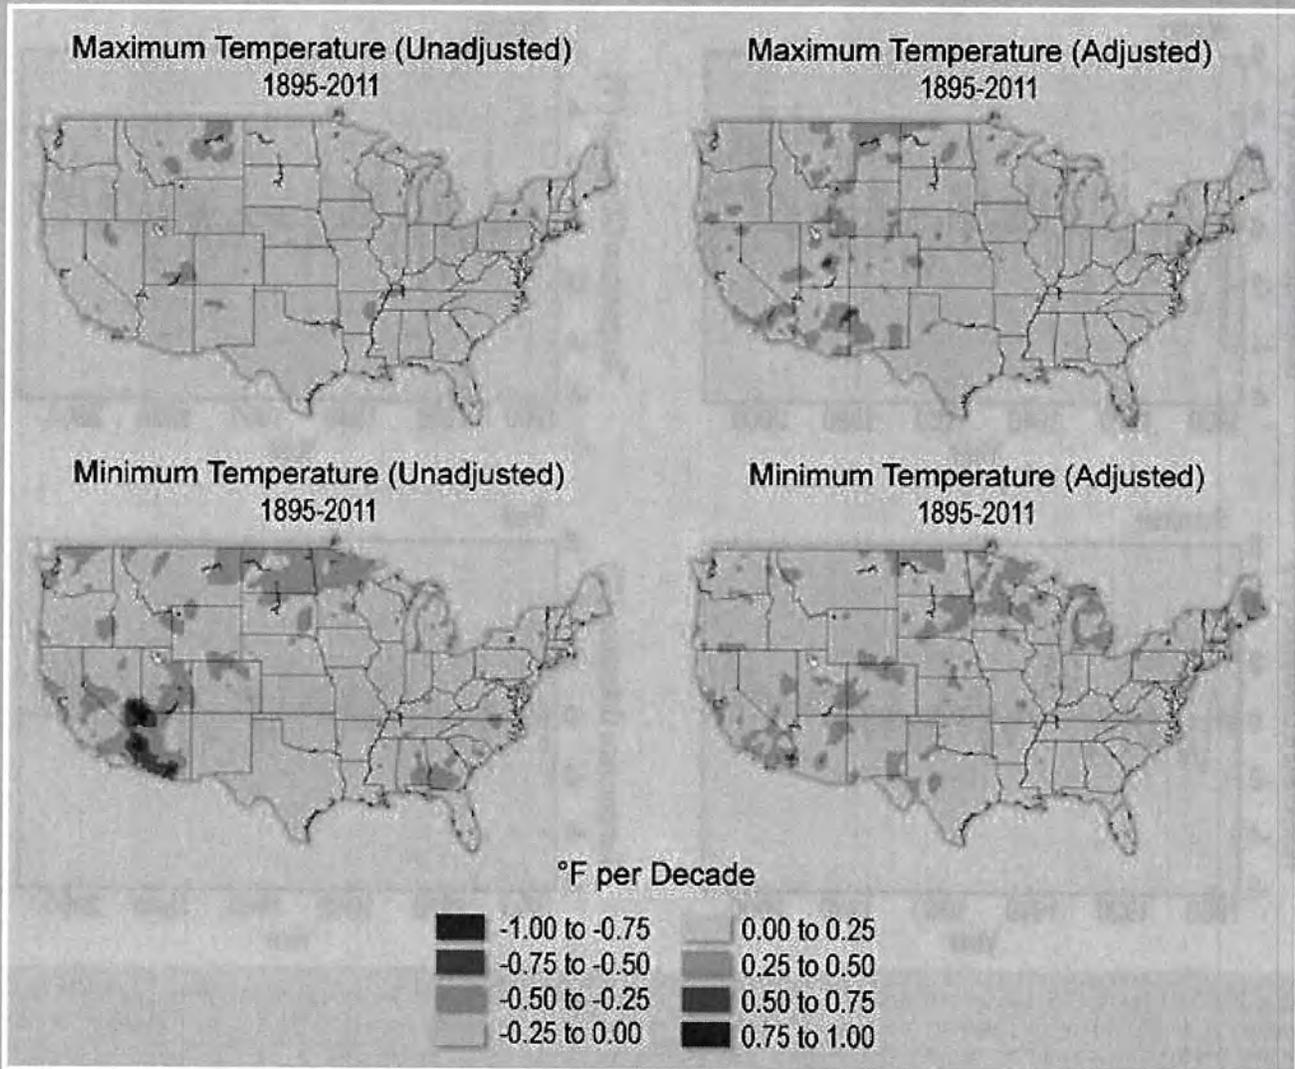 Maximum Temperature (Unadjusted)
1895-2011
Maximum Temperature (Adjusted)
1895-2011
Minimum Temperature (Unadjusted)
1895-2011
Minimum Temperature (Adjusted)
1895-2011
°F per Decade
-1.00 to -0.75
-0.75 to -0.50
-0.50 to -0.25
-0.25 to 0.00
0.00 to 0.25
0.25 to 0.50
0.50 to 0.75
0.75 to 1.00